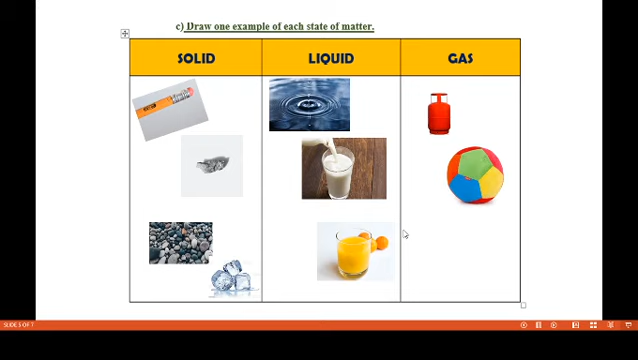 c) Draw one example of each state of matter.
SOLID LIQUID GAS
SLIDE 5 OF 7